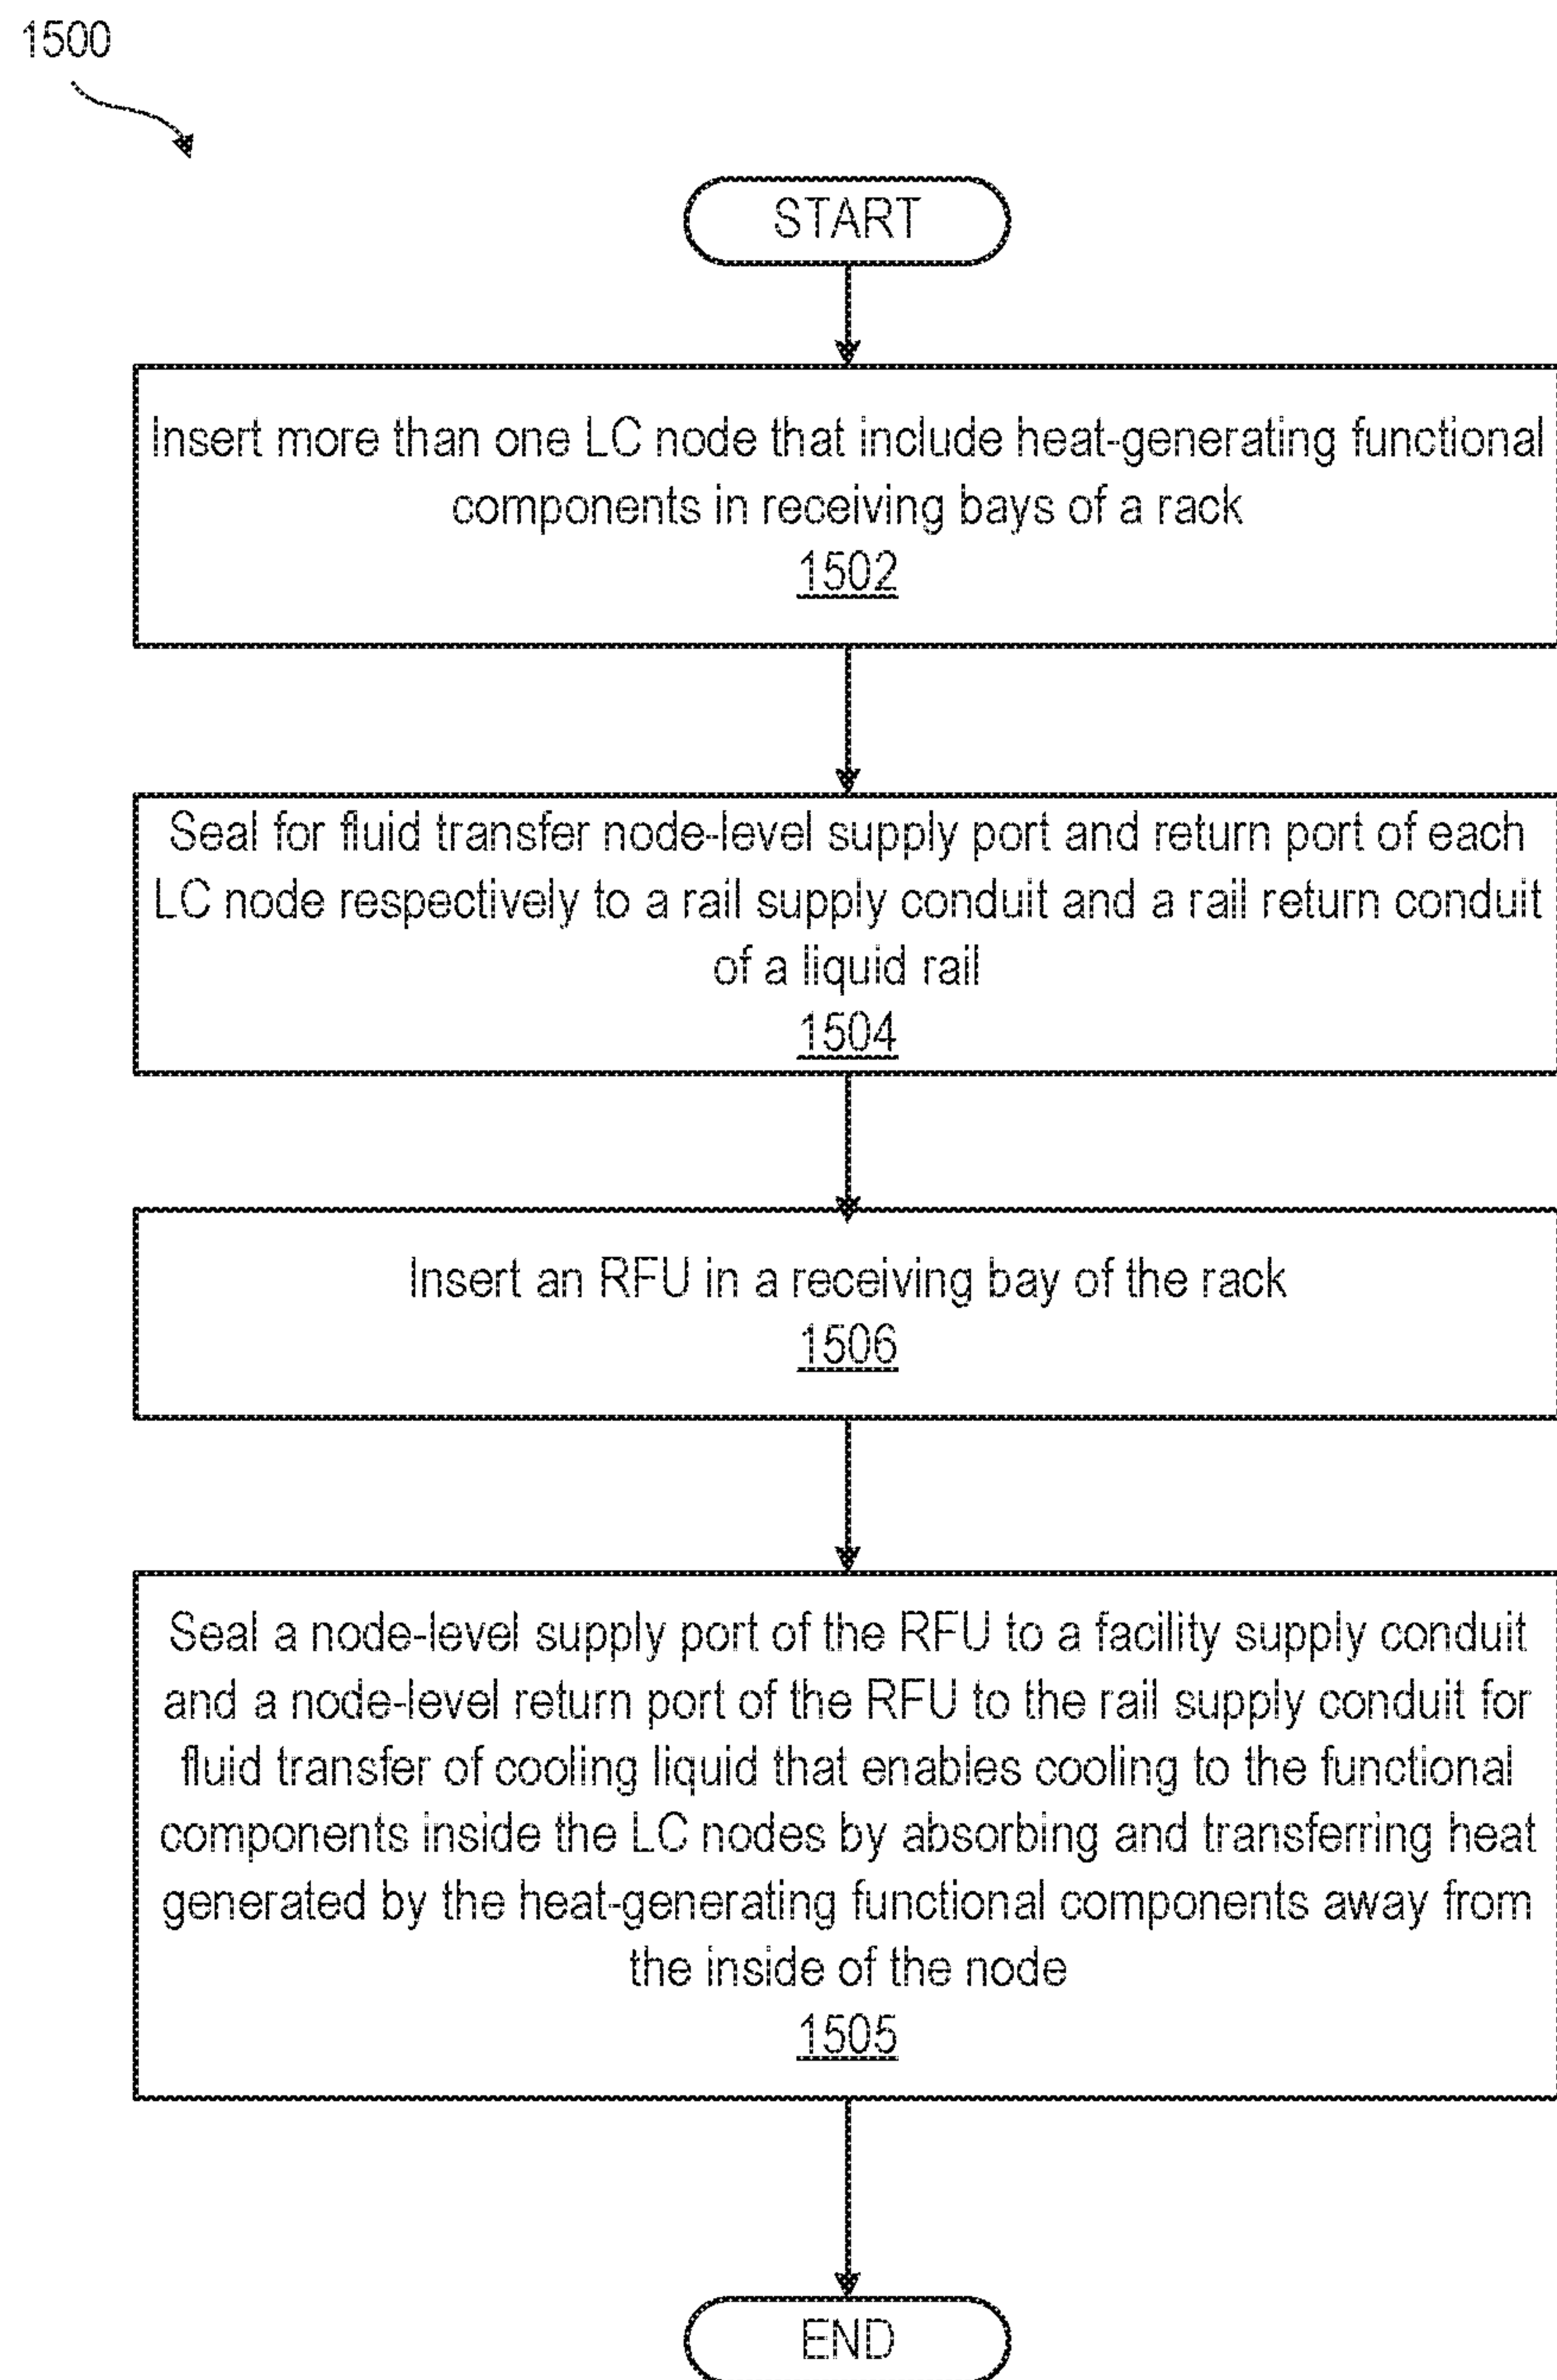 1500
START
Insert more than one LC node that include heat-generating functional
components in receiving bays of a rack
1502
Seal for fluid transfer node-level supply port and return port of each
LC node respectively to a rail supply conduit and a rail return conduit
of a liquid rail
1504
Insert an RFU in a receiving bay of the rack
1506
Seal a node-level supply port of the RFU to a facility supply conduit
and a node-level return port of the RFU to the rail supply conduit for
fluid transfer of cooling liquid that enables cooling to the functional
components inside the LC nodes by absorbing and transferring heat
generated by the heat-generating functional components away from
the inside of the node
1505
END